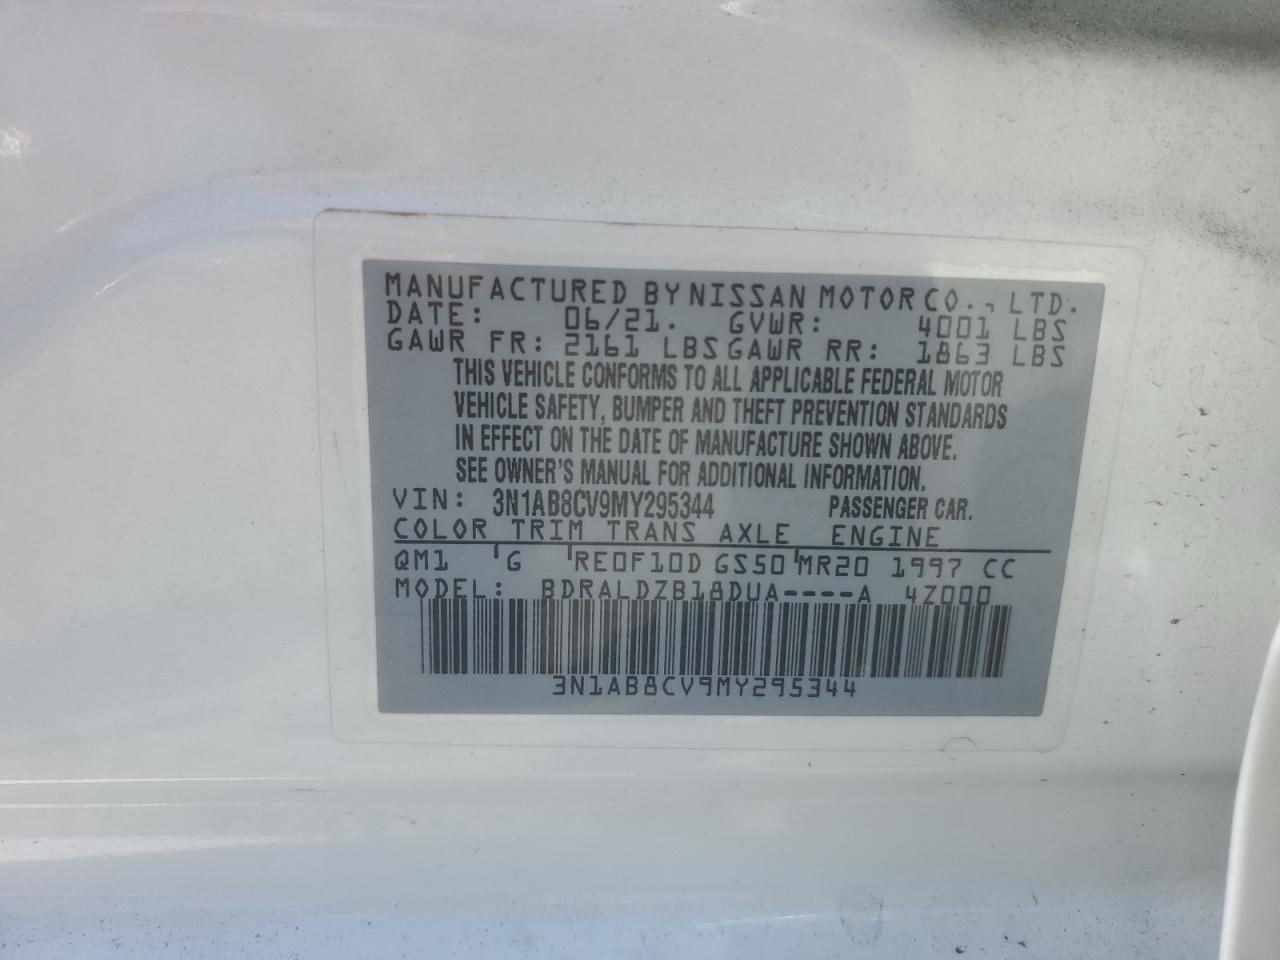 MANUFACTURED BY NISSAN MOTOR CO., LTD.
DATE: 06/21. GVWR: 4001 LBS
GAWR FR: 2161 LBS GAWR RR: 1863 LBS
THIS VEHICLE CONFORMS TO ALL APPLICABLE FEDERAL MOTOR
VEHICLE SAFETY, BUMPER AND THEFT PREVENTION STANDARDS
IN EFFECT ON THE DATE OF MANUFACTURE SHOWN ABOVE.
SEE OWNER'S MANUAL FOR ADDITIONAL INFORMATION.
VIN: 3N1AB8CV9MY295344 PASSENGER CAR.
COLOR TRIM TRANS AXLE ENGINE
QM1 G RE0F10D GS50 MR20 1997 CC
MODEL: BDRALDZB18DUA----A 4Z000
3N1AB8CV9MY295344